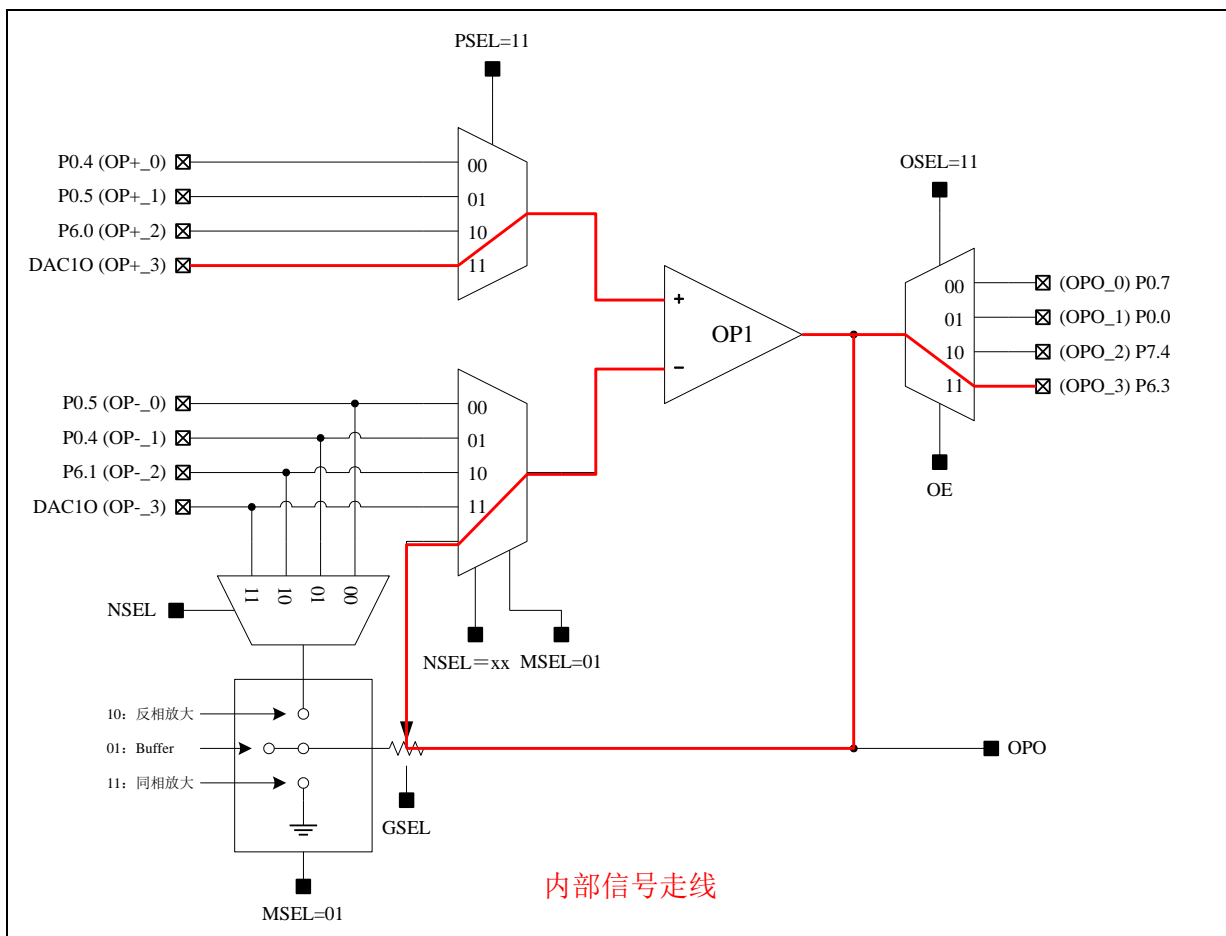 PSEL=11
OSEL=11
P0.4 (OP+_0)
P0.5 (OP+_1)
P6.0 (OP+_2)
DAC1O (OP+_3)
00
01
10
11
+
−
OP1
00
01
10
11
(OPO_0) P0.7
(OPO_1) P0.0
(OPO_2) P7.4
(OPO_3) P6.3
OE
P0.5 (OP-_0)
P0.4 (OP-_1)
P6.1 (OP-_2)
DAC1O (OP-_3)
00
01
10
11
11
10
01
00
NSEL
NSEL＝xx
MSEL=01
10：反相放大
01：Buffer
11：同相放大
GSEL
OPO
MSEL=01
内部信号走线